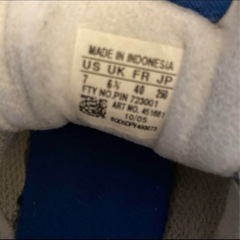 MADE IN INDONESIA
US UK FR JP
7 6½ 40 250
FTY NO.PIN 723001
ART NO.
10/05